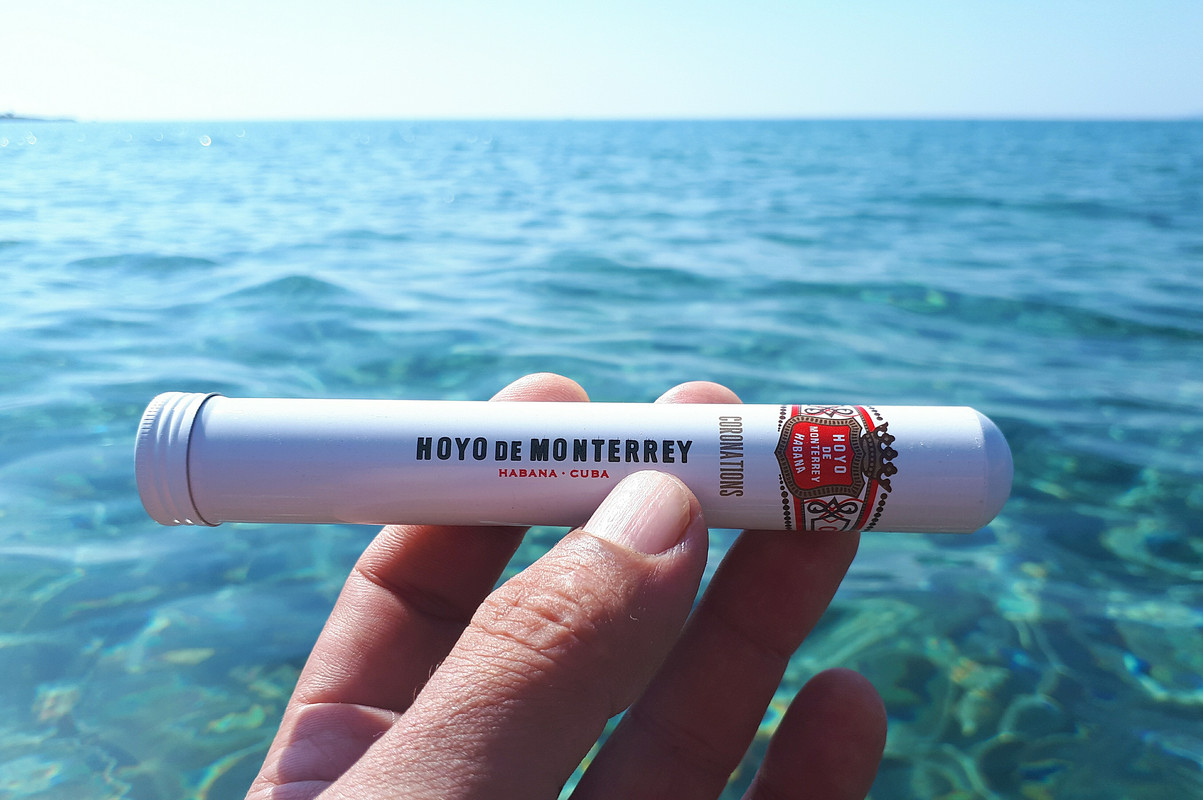 HOYO DE MONTERREY
HABANA · CUBA
CORONATIONS
HOYO
DE
MONTERREY
HABANA